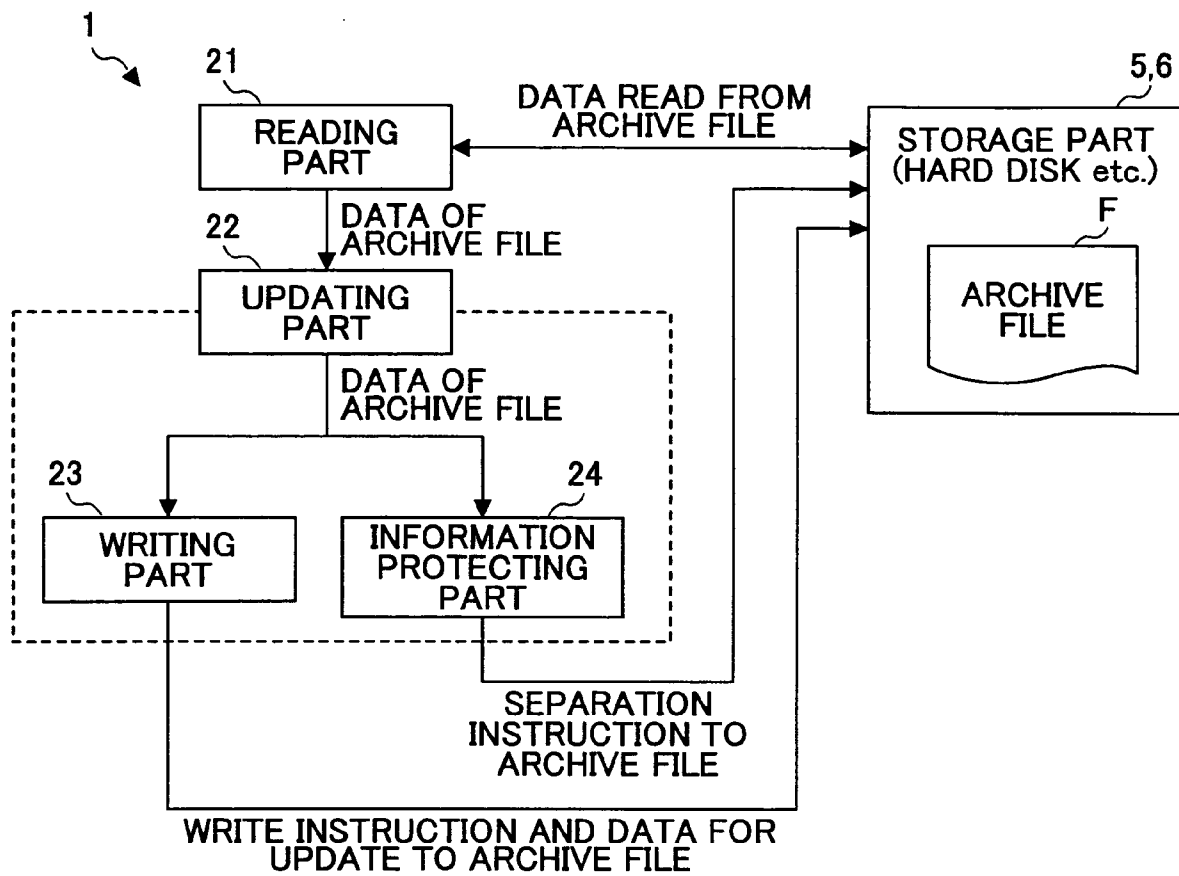 1
21
5,6
READING
PART
DATA READ FROM
ARCHIVE FILE
STORAGE PART
(HARD DISK etc.)
DATA OF
ARCHIVE FILE
22
F
UPDATING
PART
ARCHIVE
FILE
DATA OF
ARCHIVE FILE
23
24
WRITING
PART
INFORMATION
PROTECTING
PART
SEPARATION
INSTRUCTION TO
ARCHIVE FILE
WRITE INSTRUCTION AND DATA FOR
UPDATE TO ARCHIVE FILE